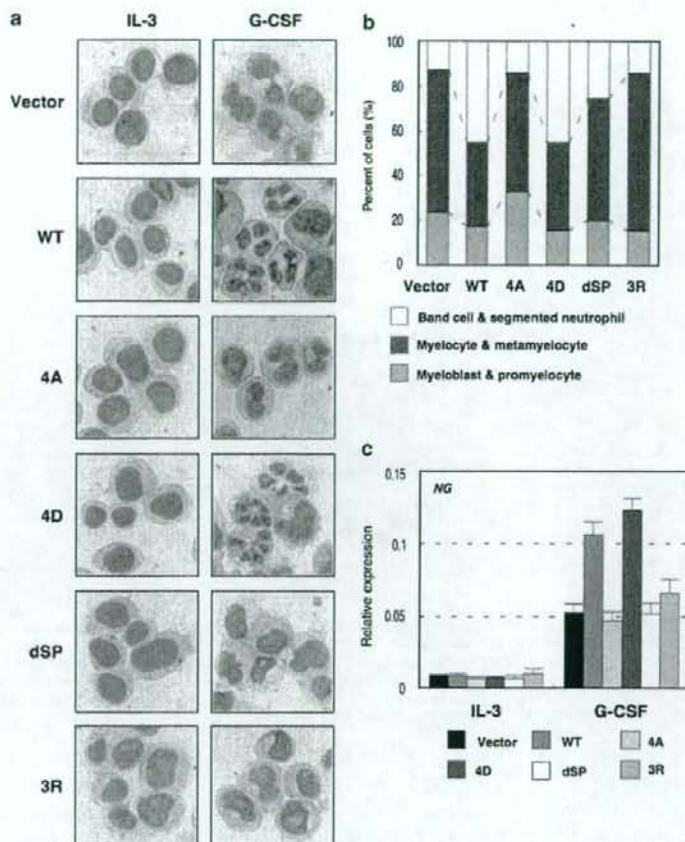 a
IL-3 G-CSF
Vector
WT
4A
4D
dSP
3R
b
Percent of cells (%)
100
80
60
40
20
0
Vector WT 4A 4D dSP 3R
Band cell & segmented neutrophil
Myelocyte & metamyelocyte
Myeloblast & promyelocyte
c
Relative expression
0.15
NG
0.1
0.05
0
IL-3 G-CSF
Vector WT 4A
4D dSP 3R